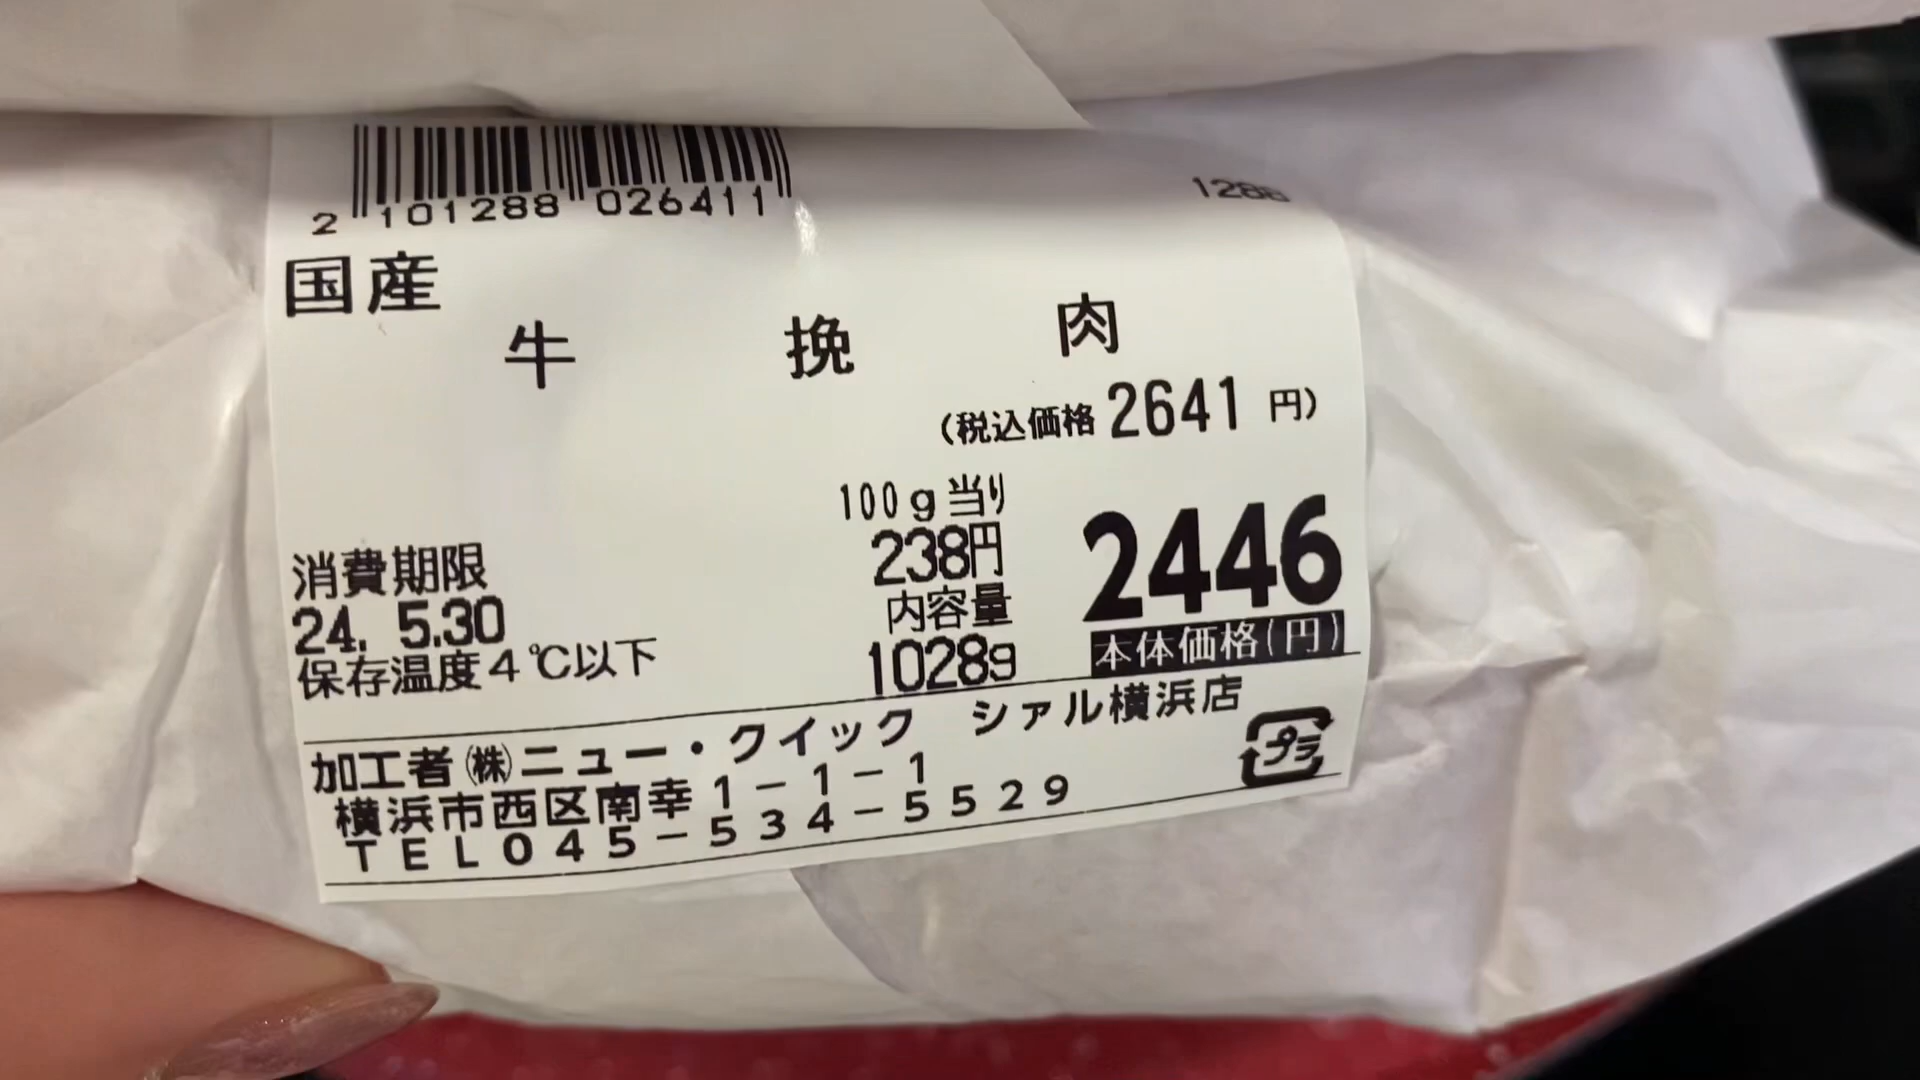 1288
2 101288 026411
国産
牛 挽 肉
(税込価格 2641 円)
100g当り
238円
2446
本体価格(円)
内容量
1028g
消費期限
24. 5.30
保存温度4℃以下
加工者㈱ニュー・クイック シァル横浜店
横浜市西区南幸1－1－1
TEL045－534－5529
プラ